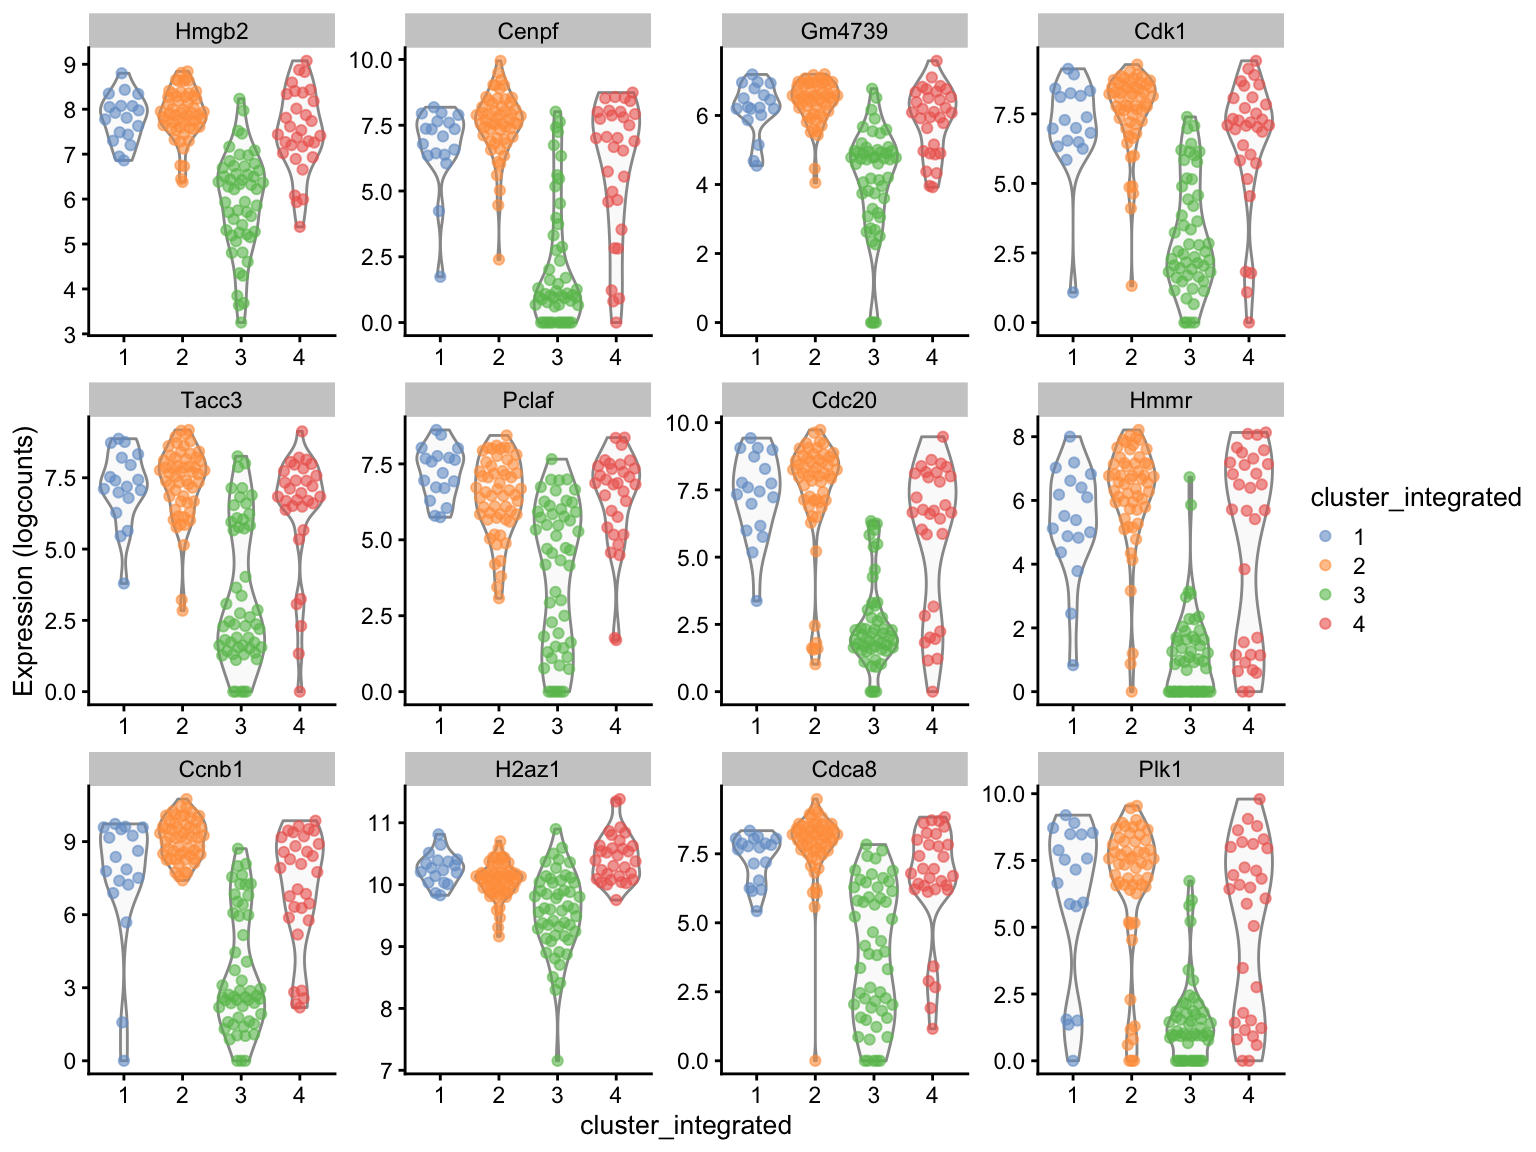 Hmgb2 Cenpf Gm4739 Cdk1
9 8 7 6 5 4 3
10.0 7.5 5.0 2.5 0.0
6 4 2 0
7.5 5.0 2.5 0.0
1 2 3 4 1 2 3 4 1 2 3 4 1 2 3 4
Tacc3 Pclaf Cdc20 Hmmr
7.5 5.0 2.5 0.0
7.5 5.0 2.5 0.0
10.0 7.5 5.0 2.5 0.0
8 6 4 2 0
1 2 3 4 1 2 3 4 1 2 3 4 1 2 3 4
Ccnb1 H2az1 Cdca8 Plk1
9 6 3 0
11 10 9 8 7
7.5 5.0 2.5 0.0
10.0 7.5 5.0 2.5 0.0
1 2 3 4 1 2 3 4 1 2 3 4 1 2 3 4
Expression (logcounts)
cluster_integrated
cluster_integrated
1
2
3
4